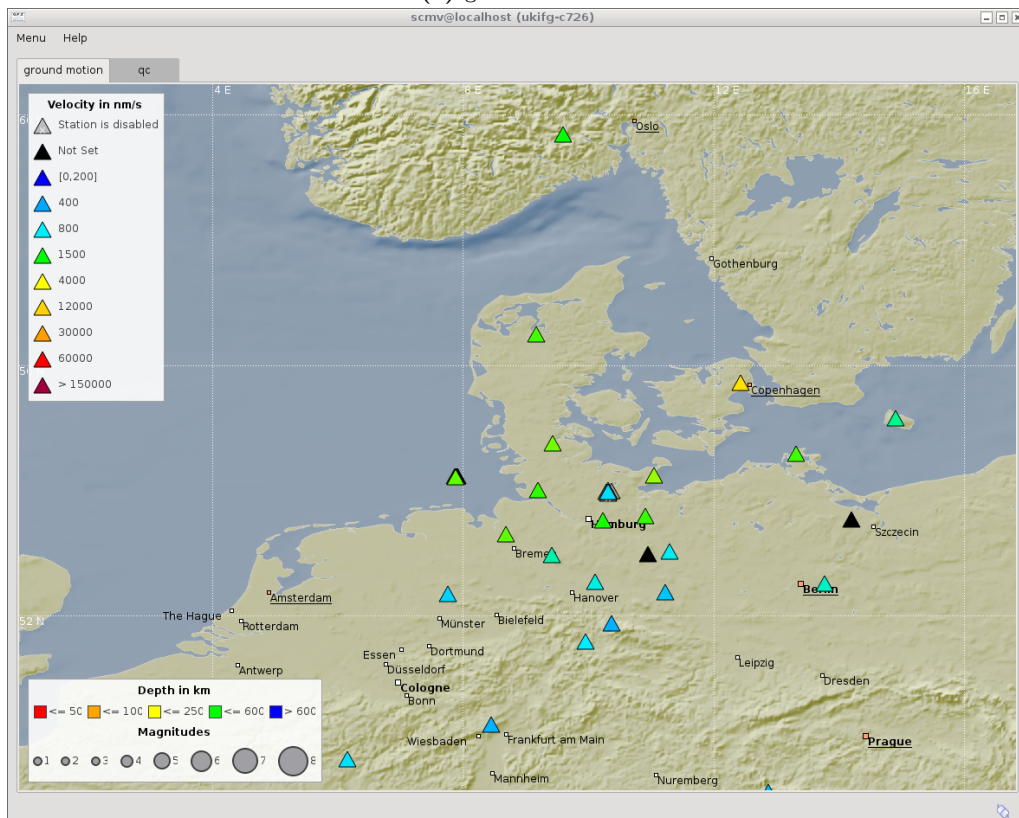 scmv@localhost (ukifg-c726)
Menu Help
ground motion qc
4 E 8 E 12 E 16 E
Velocity in nm/s
Station is disabled
Not Set
[0,200]
400
800
1500
4000
12000
30000
60000
> 150000
Oslo
Gothenburg
Copenhagen
Szczecin
Berlin
Hanover
Amsterdam
The Hague
Rotterdam
52 N
Münster
Bielefeld
Essen
Dortmund
Düsseldorf
Antwerp
Leipzig
Dresden
Cologne
Bonn
Wiesbaden
Frankfurt am Main
Prague
Mannheim
Nuremberg
Depth in km
<= 50 <= 100 <= 250 <= 600 > 600
Magnitudes
1 2 3 4 5 6 7 8